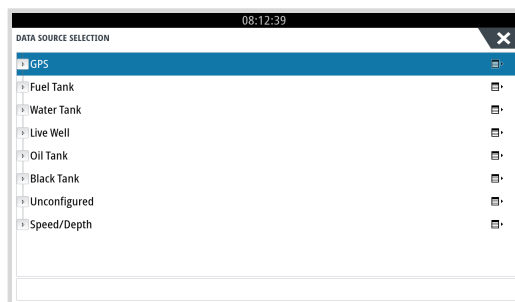 08:12:39
DATA SOURCE SELECTION
GPS
Fuel Tank
Water Tank
Live Well
Oil Tank
Black Tank
Unconfigured
Speed/Depth